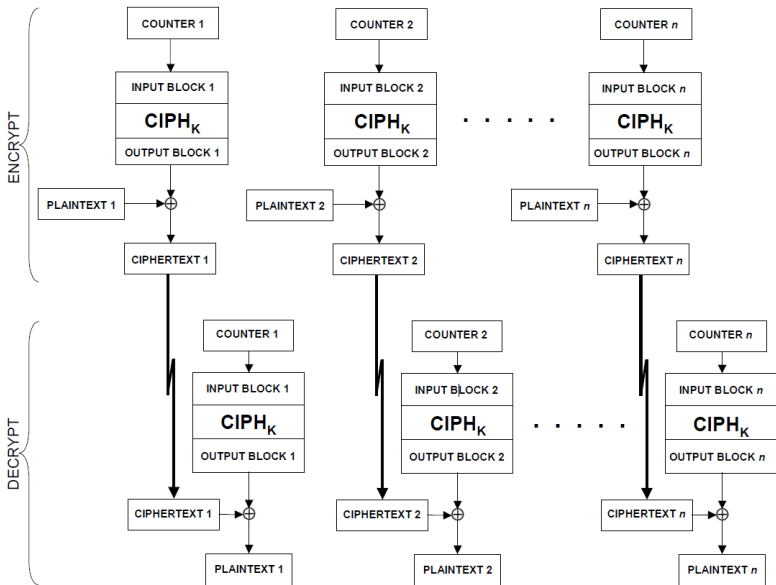 COUNTER 1 COUNTER 2 COUNTER n
INPUT BLOCK 1 INPUT BLOCK 2 INPUT BLOCK n
CIPHK CIPHK CIPHK
OUTPUT BLOCK 1 OUTPUT BLOCK 2 OUTPUT BLOCK n
ENCRYPT
PLAINTEXT 1 PLAINTEXT 2 PLAINTEXT n
CIPHERTEXT 1 CIPHERTEXT 2 CIPHERTEXT n
COUNTER 1 COUNTER 2 COUNTER n
INPUT BLOCK 1 INPUT BLOCK 2 INPUT BLOCK n
CIPHK CIPHK CIPHK
OUTPUT BLOCK 1 OUTPUT BLOCK 2 OUTPUT BLOCK n
DECRYPT
CIPHERTEXT 1 CIPHERTEXT 2 CIPHERTEXT n
PLAINTEXT 1 PLAINTEXT 2 PLAINTEXT n